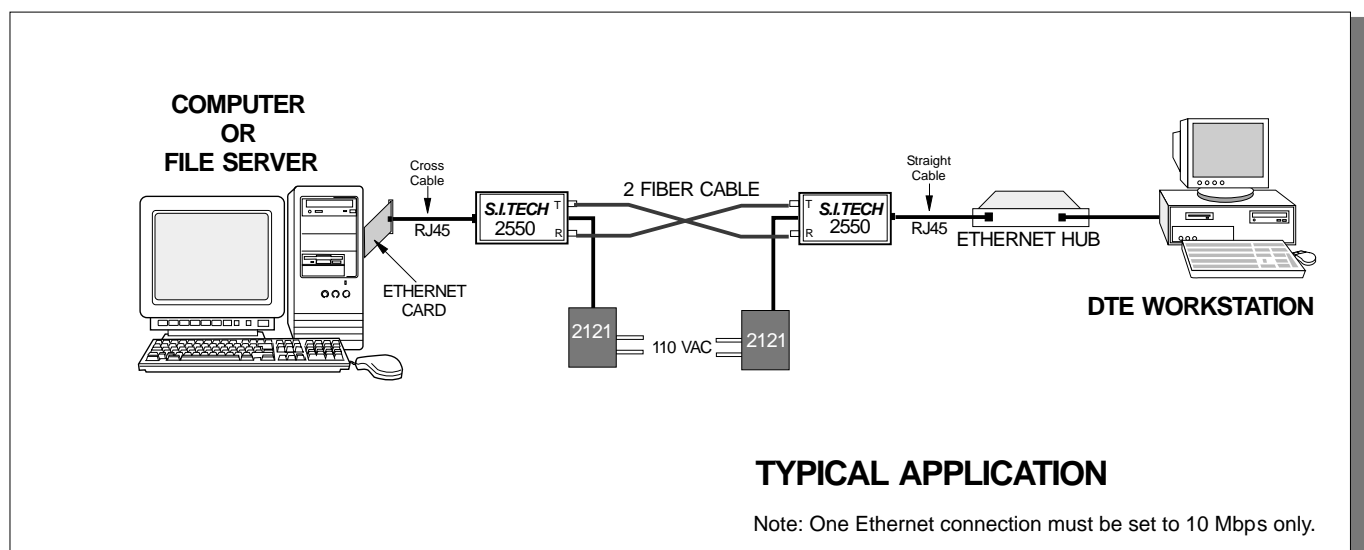 COMPUTER
OR
FILE SERVER
Cross
Cable
RJ45
ETHERNET
CARD
S.I.TECH
2550
T
R
2 FIBER CABLE
T
R
S.I.TECH
2550
Straight
Cable
RJ45
ETHERNET HUB
DTE WORKSTATION
2121
110 VAC
2121
TYPICAL APPLICATION
Note: One Ethernet connection must be set to 10 Mbps only.